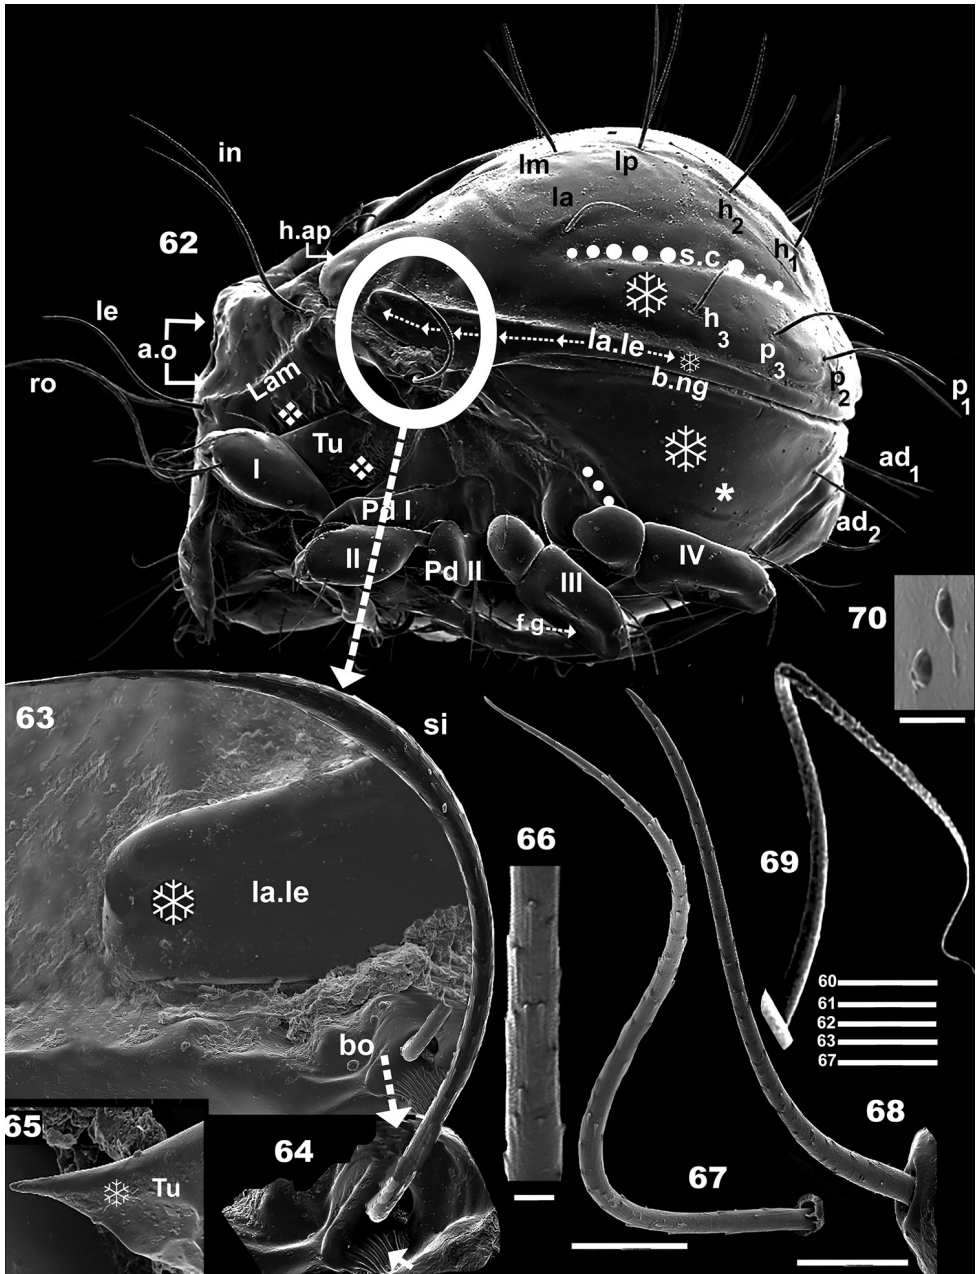 in
lm
lp
la
62
h.ap
h2
h1
s.c
le
a.o
h3
la.le
p3
ro
Lam
b.ng
p2
p1
Tu
I
ad1
Pd I
ad2
II
Pd II
III
IV
f.g
70
63
si
66
69
la.le
60
61
62
63
67
bo
65
64
68
Tu
67